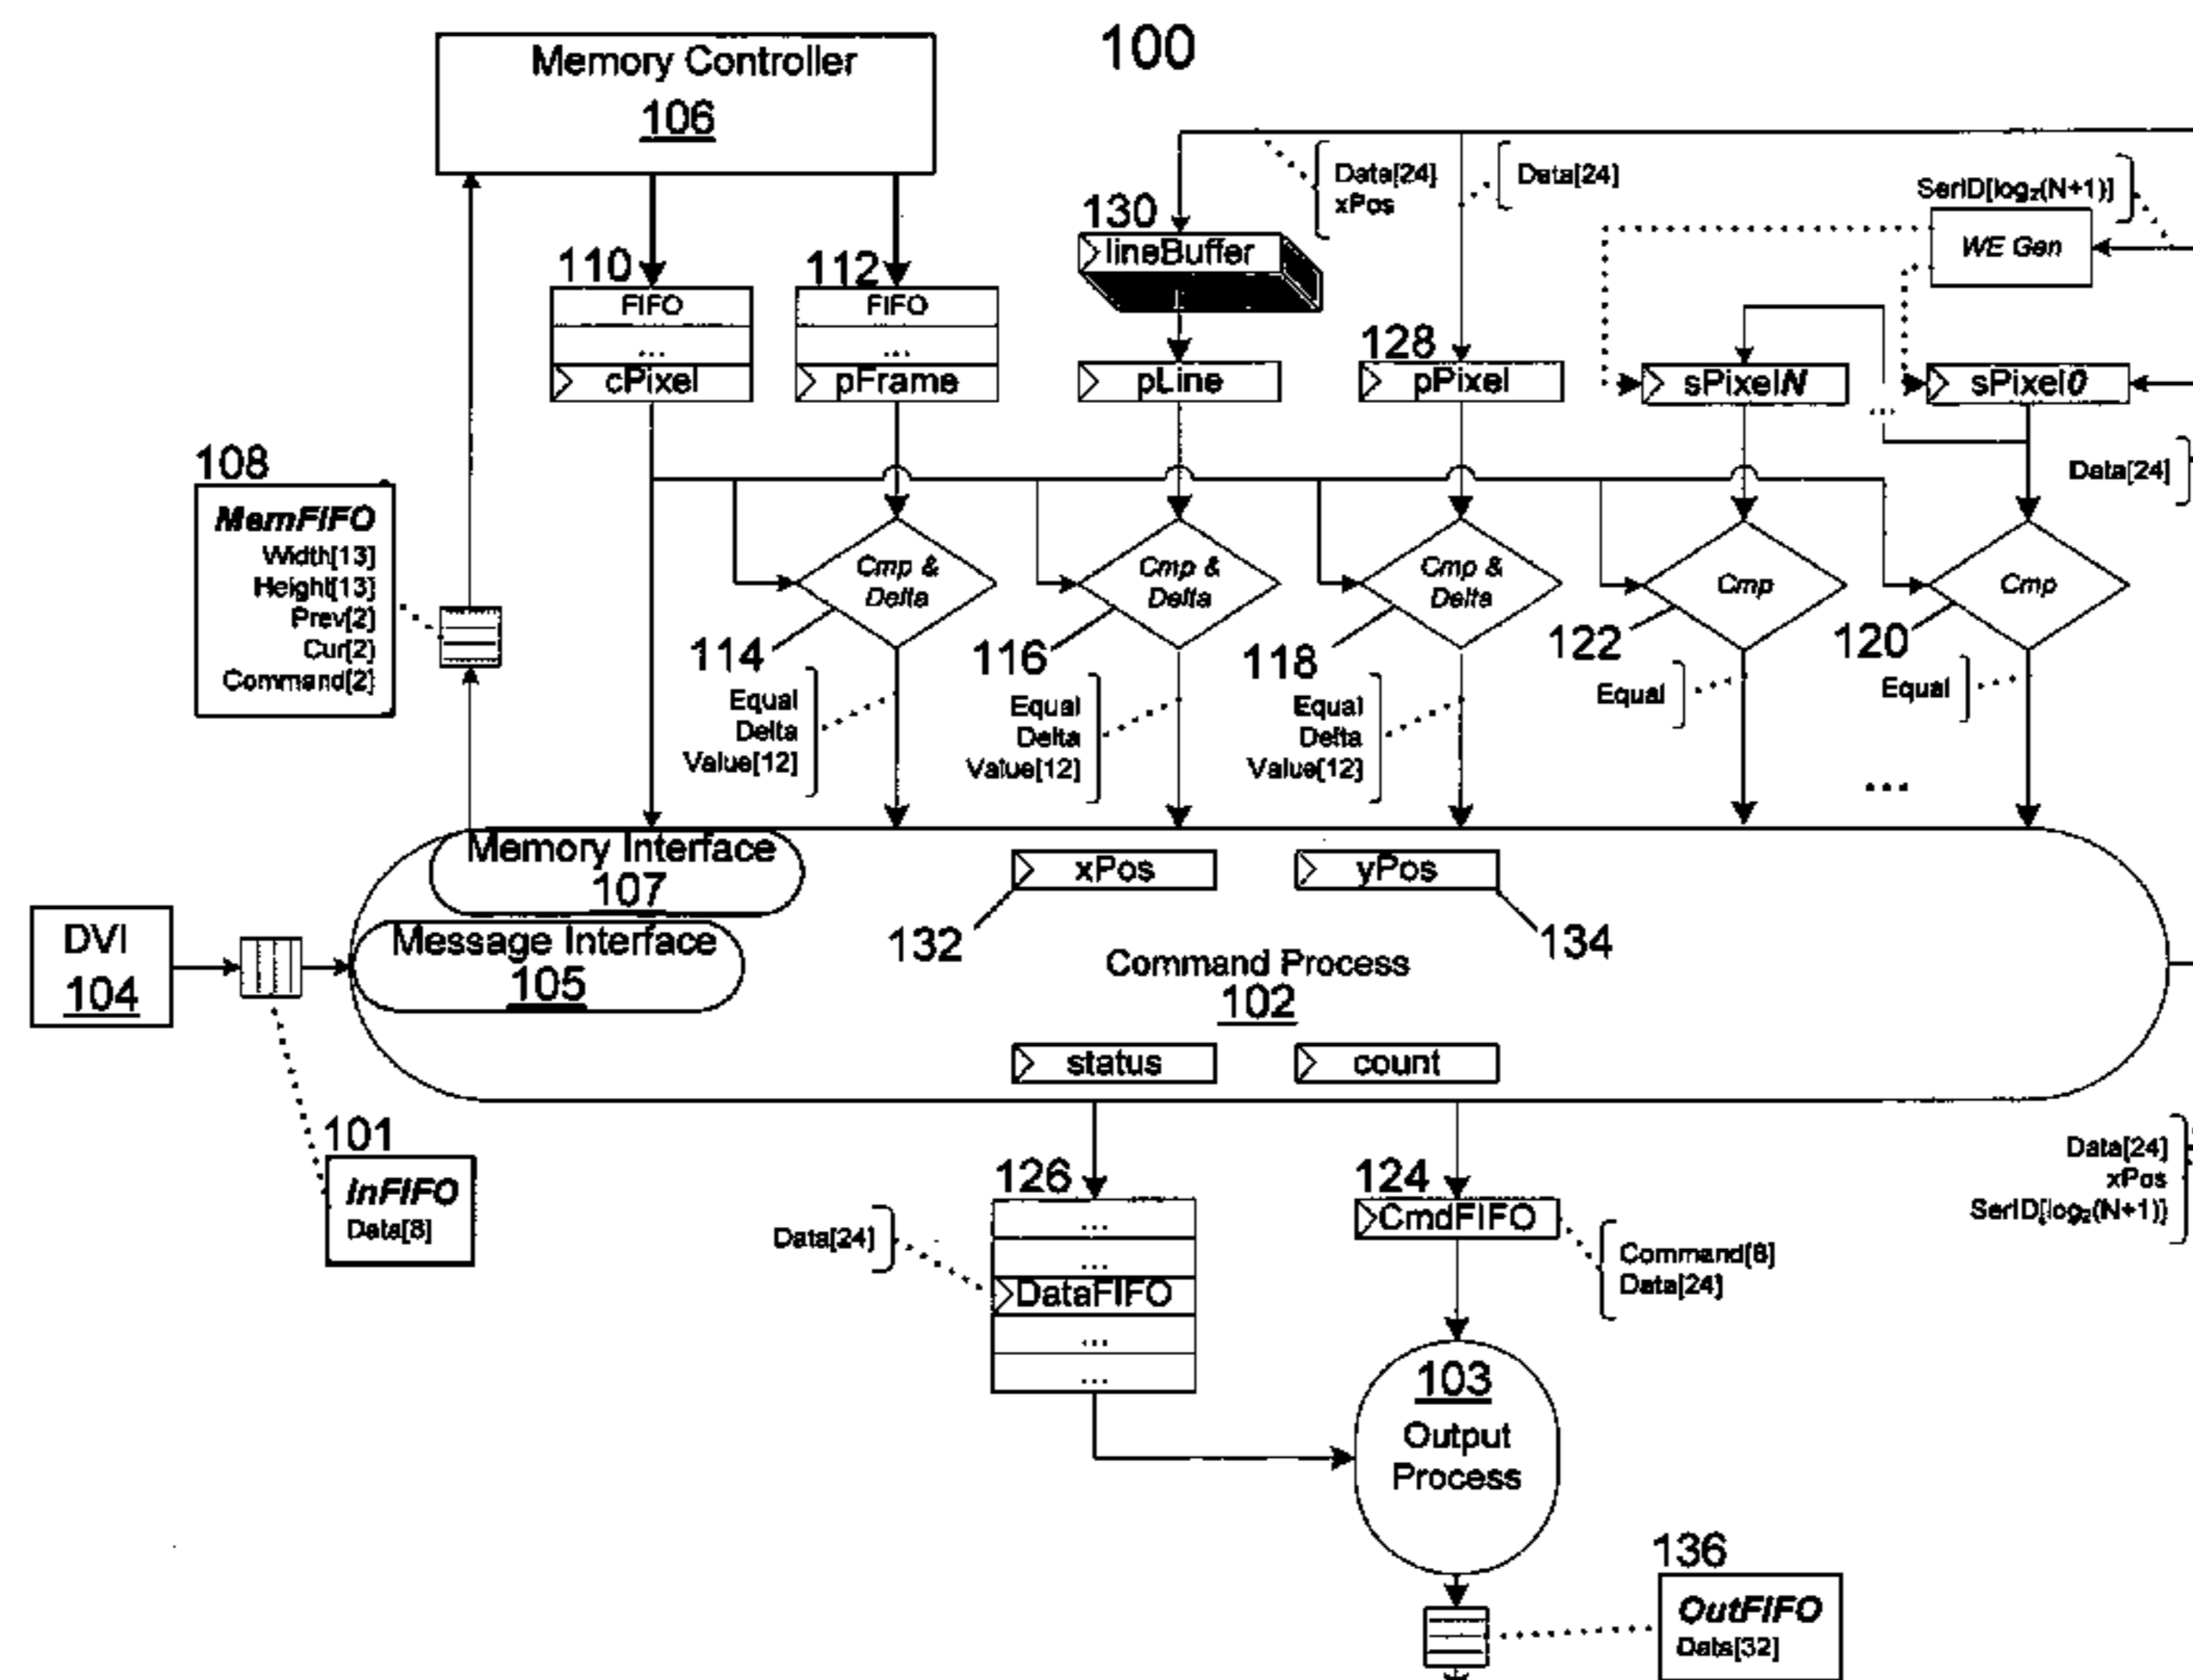 100
Memory Controller
106
Data[24]
xPos
Data[24]
SerID[log₂(N+1)]
WE Gen
130
lineBuffer
110
112
FIFO
...
cPixel
FIFO
...
pFrame
pLine
128
pPixel
sPixelN
...
sPixel0
Data[24]
108
MemFIFO
Width[13]
Height[13]
Prev[2]
Cur[2]
Command[2]
Cmp &
Delta
Cmp &
Delta
Cmp &
Delta
Cmp
Cmp
114
116
118
122
120
Equal
Delta
Value[12]
Equal
Delta
Value[12]
Equal
Delta
Value[12]
Equal
Equal
...
Memory Interface
107
xPos
yPos
132
134
DVI
104
Message Interface
105
Command Process
102
status
count
101
InFIFO
Data[8]
126
124
...
...
DataFIFO
...
...
Data[24]
CmdFIFO
Command[8]
Data[24]
Data[24]
xPos
SerID[log₂(N+1)]
103
Output
Process
136
OutFIFO
Data[32]